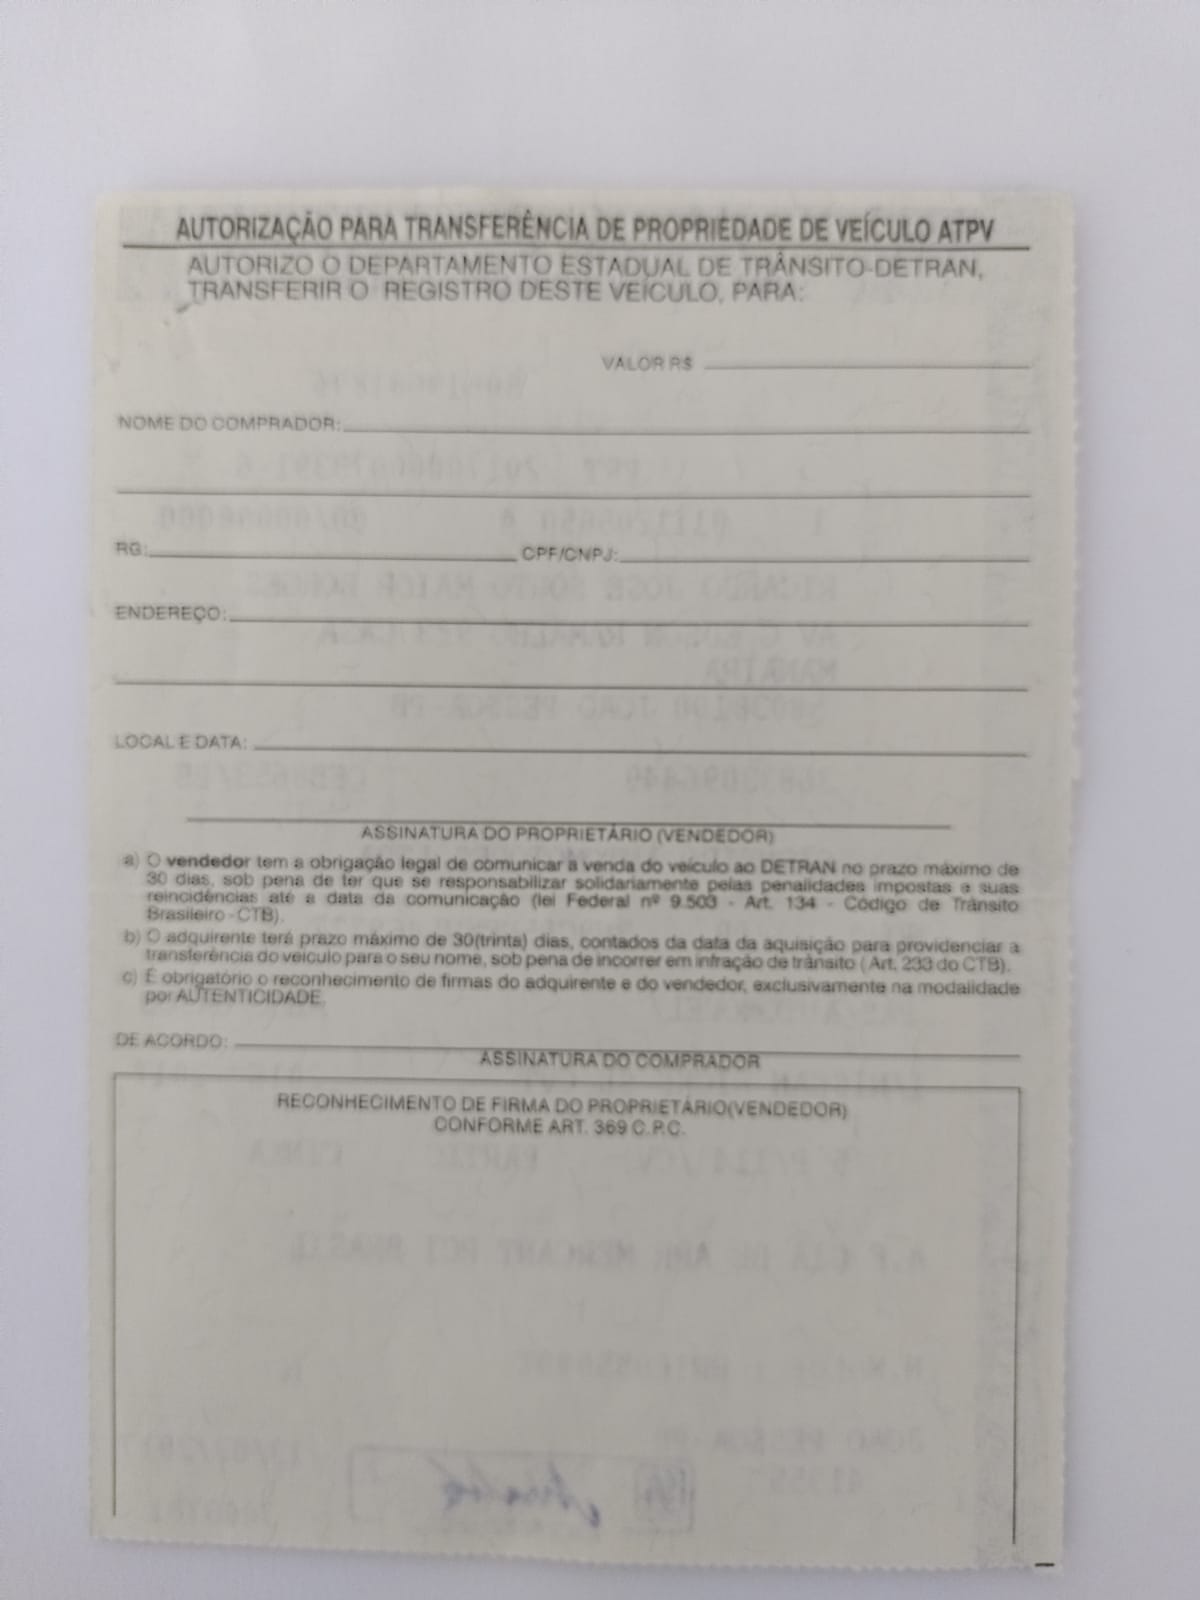 AUTORIZAÇÃO PARA TRANSFERÊNCIA DE PROPRIEDADE DE VEÍCULO ATPV
AUTORIZO O DEPARTAMENTO ESTADUAL DE TRÂNSITO-DETRAN,
TRANSFERIR O REGISTRO DESTE VEÍCULO, PARA:
VALOR R$
NOME DO COMPRADOR:
RG: CPF/CNPJ:
ENDEREÇO:
LOCAL E DATA:
ASSINATURA DO PROPRIETÁRIO (VENDEDOR)
a) O vendedor tem a obrigação legal de comunicar a venda do veículo ao DETRAN no prazo máximo de
30 dias, sob pena de ter que se responsabilizar solidariamente pelas penalidades impostas e suas
reincidências até a data da comunicação (lei Federal nº 9.503 - Art. 134 - Código de Trânsito
Brasileiro - CTB).
b) O adquirente terá prazo máximo de 30(trinta) dias, contados da data da aquisição para providenciar a
transferência do veículo para o seu nome, sob pena de incorrer em infração de trânsito ( Art. 233 do CTB).
c) É obrigatório o reconhecimento de firmas do adquirente e do vendedor, exclusivamente na modalidade
por AUTENTICIDADE.
DE ACORDO:
ASSINATURA DO COMPRADOR
RECONHECIMENTO DE FIRMA DO PROPRIETÁRIO(VENDEDOR)
CONFORME ART. 369 C.P.C.